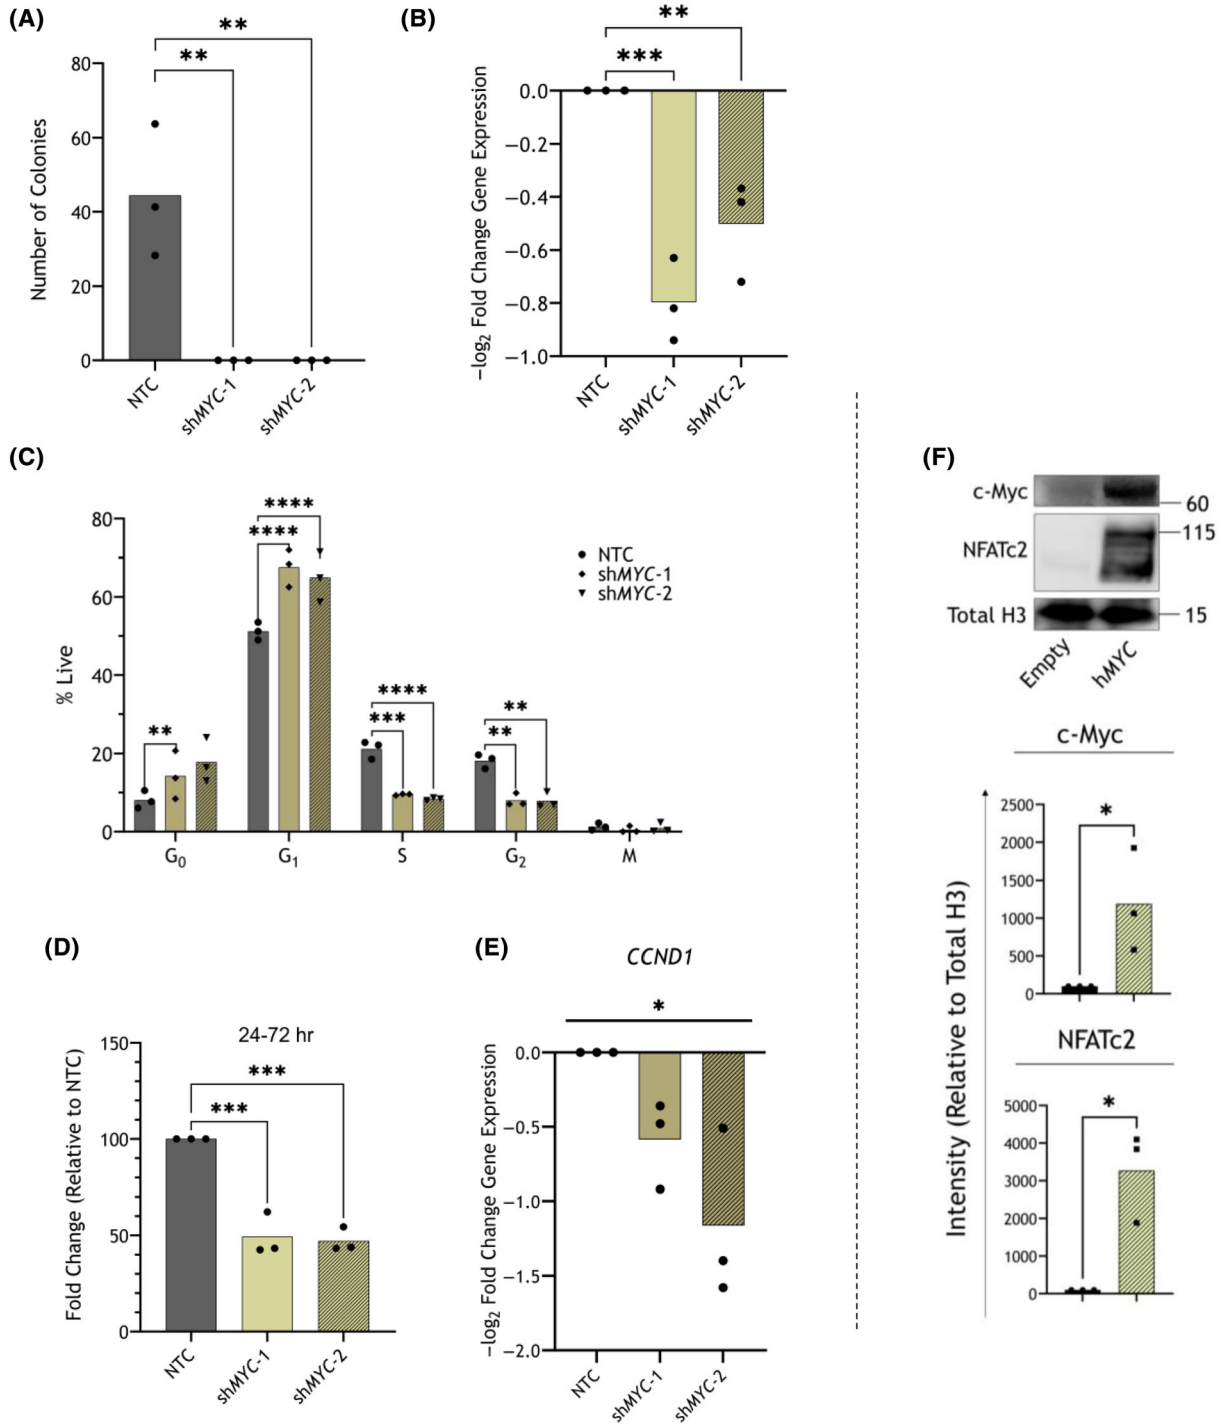 (A)
**
**
Number of Colonies
80
60
40
20
0
NTC
shMYC-1
shMYC-2
(B)
**
***
−log2 Fold Change Gene Expression
0.0
−0.2
−0.4
−0.6
−0.8
−1.0
NTC
shMYC-1
shMYC-2
(C)
% Live
80
60
40
20
0
**
****
****
****
***
**
**
NTC
shMYC-1
shMYC-2
G0
G1
S
G2
M
(D)
24-72 hr
***
***
Fold Change (Relative to NTC)
150
100
50
0
NTC
shMYC-1
shMYC-2
(E)
CCND1
*
−log2 Fold Change Gene Expression
0.0
−0.5
−1.0
−1.5
−2.0
NTC
shMYC-1
shMYC-2
(F)
c-Myc
60
115
NFATc2
Total H3
15
Empty
hMYC
Intensity (Relative to Total H3)
c-Myc
*
2500
2000
1500
1000
500
0
NFATc2
*
5000
4000
3000
2000
1000
0